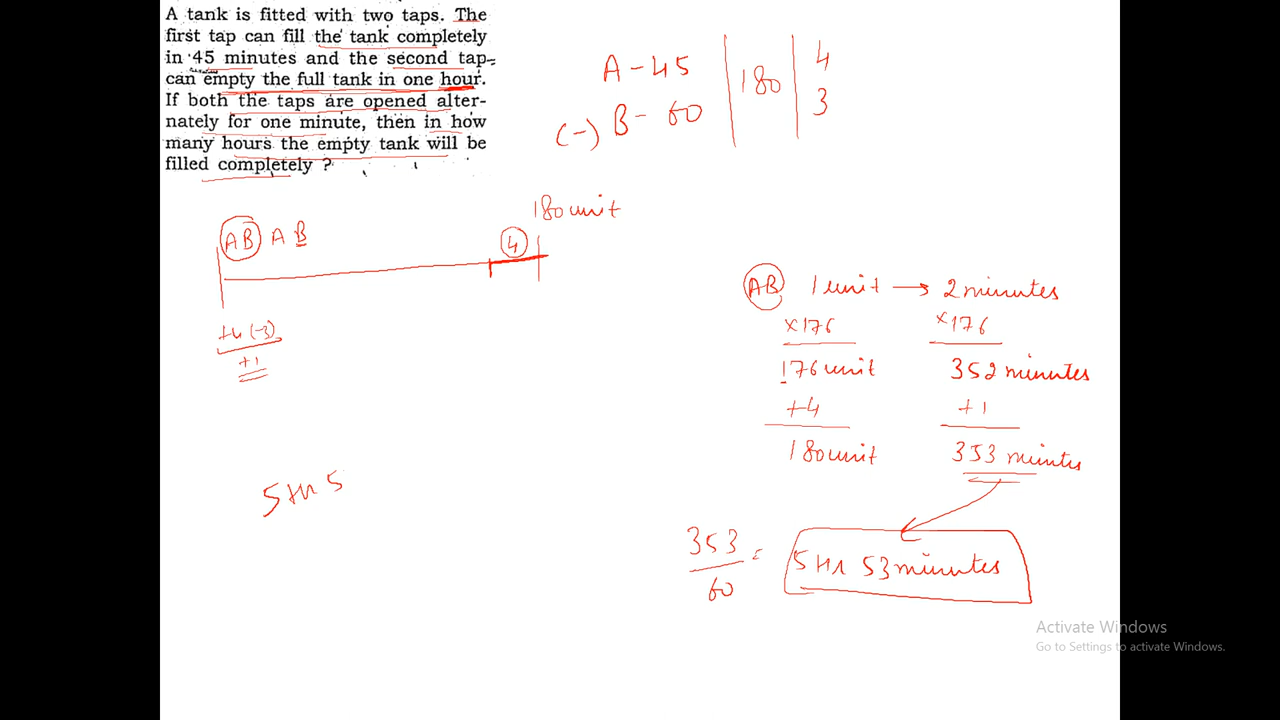 A tank is fitted with two taps. The
first tap can fill the tank completely
in 45 minutes and the second tap
can empty the full tank in one hour.
If both the taps are opened alter-
nately for one minute, then in how
many hours the empty tank will be
filled completely ?
A - 45 | 180 | 4
(-) B - 60 3
180 unit
AB A B 4
+4 (-3)
+1
AB 1 unit → 2 minutes
×176 ×176
176 unit 352 minutes
+4 +1
180 unit 353 mintes
5 Hr 5
353/60 = 5 Hr 53 minutes
Activate Windows
Go to Settings to activate Windows.